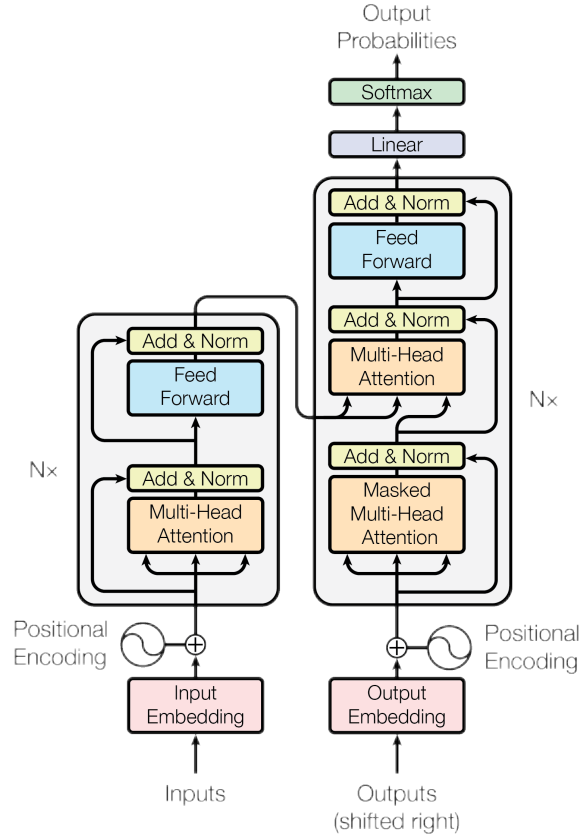 Output
Probabilities
Softmax
Linear
Add & Norm
Feed
Forward
Add & Norm
Multi-Head
Attention
Add & Norm
Masked
Multi-Head
Attention
N×
Add & Norm
Feed
Forward
Add & Norm
Multi-Head
Attention
N×
Positional
Encoding
Positional
Encoding
Input
Embedding
Output
Embedding
Inputs
Outputs
(shifted right)